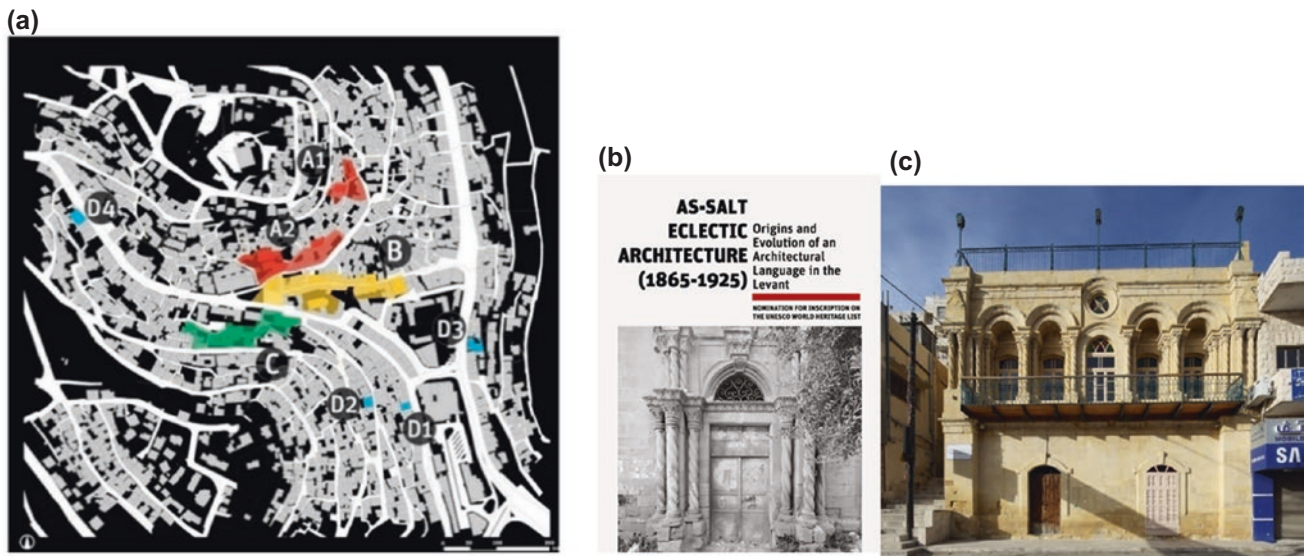 (a)
A1
D4
A2
B
D3
C
D2
D1
(b)
AS-SALT
ECLECTIC
ARCHITECTURE
(1865-1925)
Origins and
Evolution of an
Architectural
Language in the
Levant
NOMINATION FOR INSCRIPTION ON
THE UNESCO WORLD HERITAGE LIST
(c)
MOBILE
SA